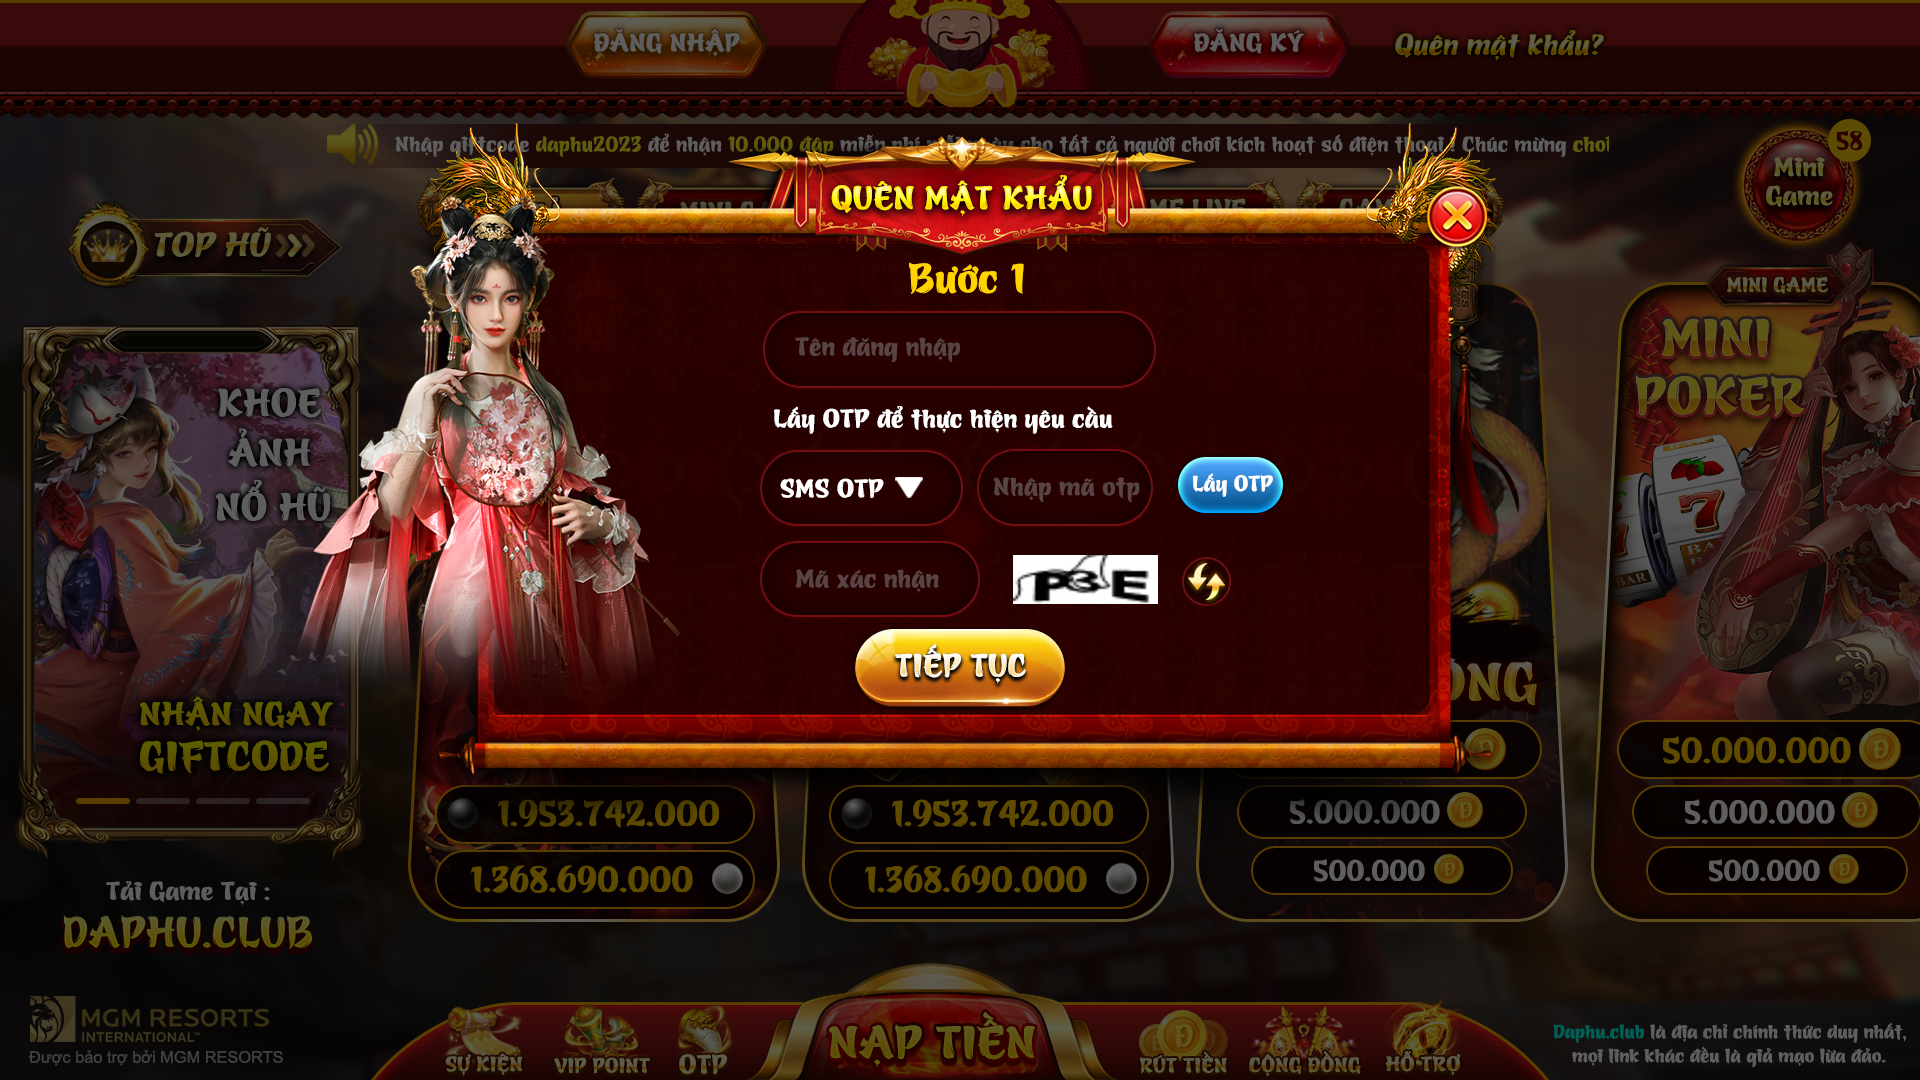 ĐĂNG NHẬP
ĐĂNG KÝ
Quên mật khẩu?
Nhập giftcode daphu2023 để nhận 10.000 đập miễn phí cho tất cả người chơi kích hoạt số điện thoại ! Chúc mừng chơi
58
Mini
Game
TOP HŨ
QUÊN MẬT KHẨU
Bước 1
Tên đăng nhập
Lấy OTP để thực hiện yêu cầu
SMS OTP
Nhập mã otp
Lấy OTP
Mã xác nhận
P3E
TIẾP TỤC
KHOE
ẢNH
NỔ HŨ
NHẬN NGAY
GIFTCODE
MINI GAME
MINI
POKER
BAR
50.000.000
1.953.742.000
1.953.742.000
5.000.000
5.000.000
1.368.690.000
1.368.690.000
500.000
500.000
Tải Game Tại :
DAPHU.CLUB
MGM RESORTS
INTERNATIONAL™
Được bảo trợ bởi MGM RESORTS
SỰ KIỆN
VIP POINT
OTP
NẠP TIỀN
RÚT TIỀN
CỘNG ĐỒNG
HỖ TRỢ
Daphu.club là địa chỉ chính thức duy nhất,
mọi link khác đều là giả mạo lừa đảo.